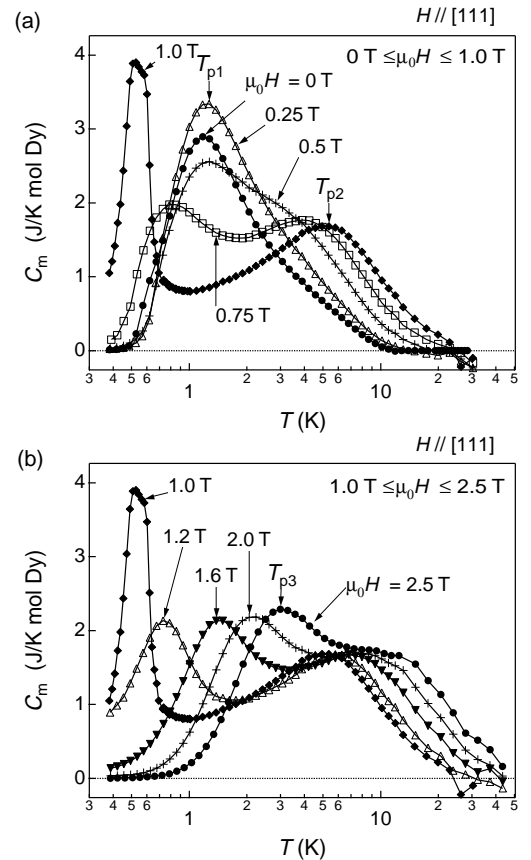 H // [111]
(a)
0 T ≤μ₀H ≤ 1.0 T
1.0 T
Tp1
μ₀H = 0 T
0.25 T
0.5 T
Tp2
0.75 T
4
3
2
1
0
Cm (J/K mol Dy)
3 4 5 6 1 2 3 4 5 6 10 2 3 4 5
T (K)
H // [111]
(b)
1.0 T ≤μ₀H ≤ 2.5 T
1.0 T
1.2 T
2.0 T
1.6 T
Tp3
μ₀H = 2.5 T
4
3
2
1
0
Cm (J/K mol Dy)
3 4 5 6 1 2 3 4 5 6 10 2 3 4 5
T (K)